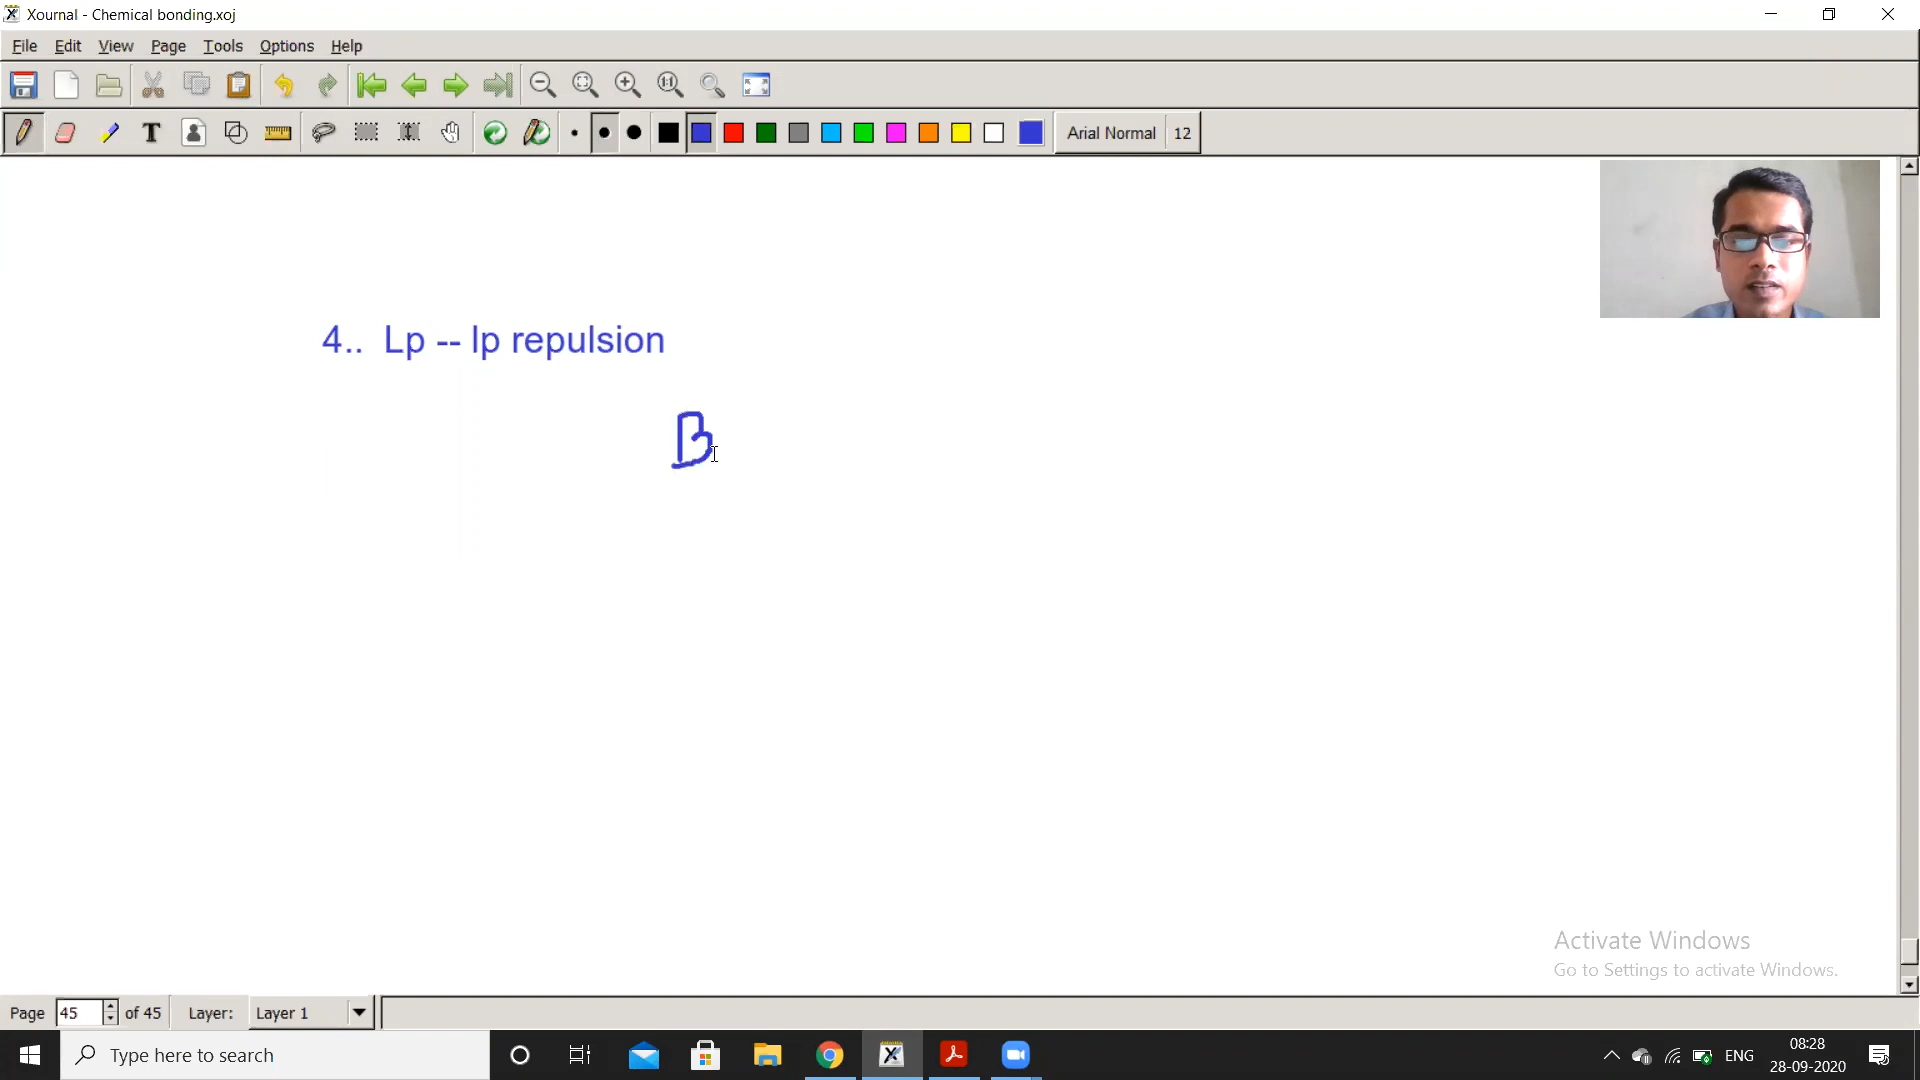 Xournal - Chemical bonding.xoj
File Edit View Page Tools Options Help
T 1:1 Arial Normal 12
4.. Lp -- lp repulsion
B
Activate Windows
Go to Settings to activate Windows.
Page 45 of 45 Layer: Layer 1
Type here to search ENG 08:28
28-09-2020